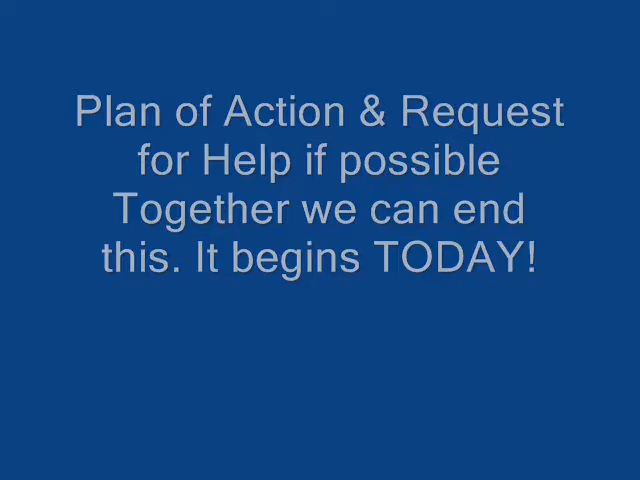 Plan of Action & Request
for Help if possible
Together we can end
this. It begins TODAY!